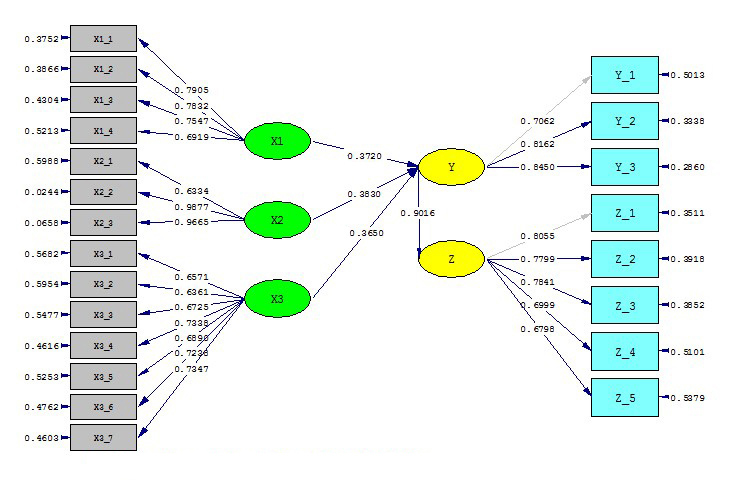 0.3752 X1_1
0.3866 X1_2
0.4304 X1_3
0.5213 X1_4
0.5988 X2_1
0.0244 X2_2
0.0658 X2_3
0.5682 X3_1
0.5954 X3_2
0.5477 X3_3
0.4616 X3_4
0.5253 X3_5
0.4762 X3_6
0.4603 X3_7
0.7905
0.7832
0.7547
0.6919
0.6334
0.9877
0.9665
0.6571
0.6361
0.6725
0.7338
0.6890
0.7238
0.7347
X1
X2
X3
0.3720
0.3830
0.3650
Y
0.9016
Z
0.7062
0.8162
0.8450
0.8055
0.7799
0.7841
0.6999
0.6798
Y_1 0.5013
Y_2 0.3338
Y_3 0.2860
Z_1 0.3511
Z_2 0.3918
Z_3 0.3852
Z_4 0.5101
Z_5 0.5379